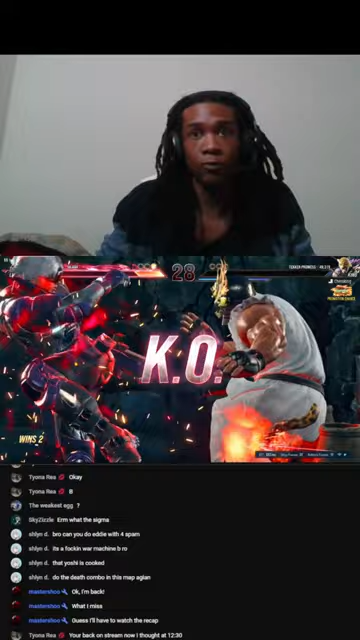 28
K.O.
WINS 2
Tyoma Rea Okay
Tyoma Rea B
The weakest egg ?
SkyZizzle Erm what the sigma
shlyn d. bro can you do eddie with 4 spam
shlyn d. its a fockin war machine b ro
shlyn d. that yoshi is cooked
shlyn d. do the death combo in this map agian
mastershoo Ok, I'm back!
mastershoo What I miss
mastershoo Guess I'll have to watch the recap
Tyoma Rea Your back on stream now I thought at 12:30